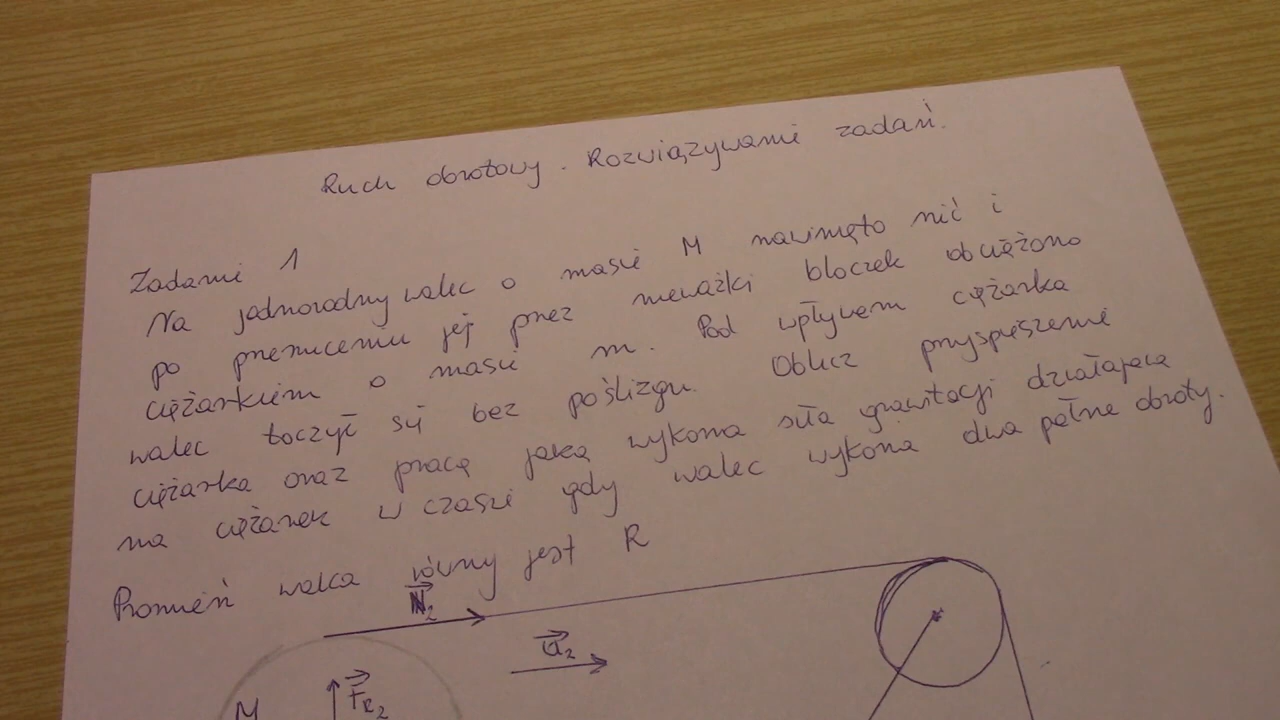 Ruch obrotowy. Rozwiązywanie zadań.
Zadanie 1
Na jednorodny walec o masie M nawinięto nić i
po przerzuceniu jej przez nieważki bloczek obciążono
ciężarkiem o masie m. Pod wpływem ciężarka
walec toczył się bez poślizgu. Oblicz przyspieszenie
ciężarka oraz pracę jaką wykona siła grawitacji działająca
na ciężarek w czasie gdy walec wykona dwa pełne obroty.
Promień walca równy jest R
N₂
a₂
F_R₂
M